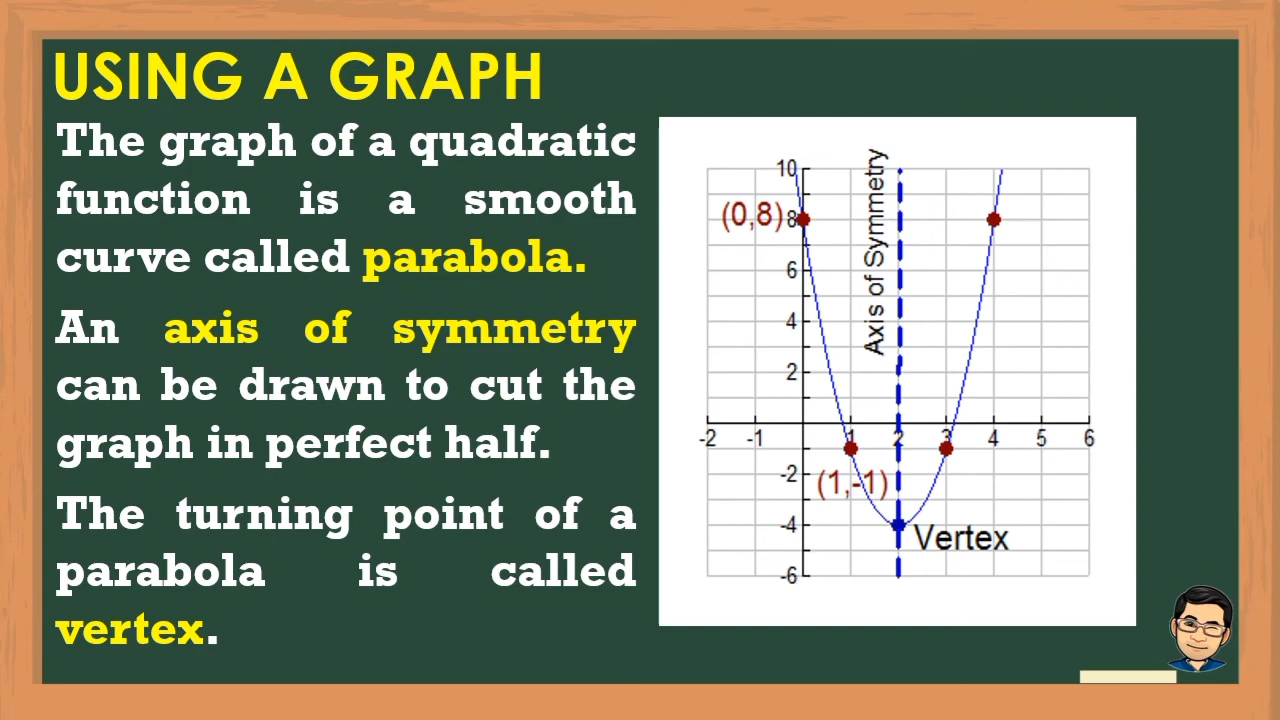 USING A GRAPH
The graph of a quadratic
function is a smooth
curve called parabola.
An axis of symmetry
can be drawn to cut the
graph in perfect half.
The turning point of a
parabola is called
vertex.
Axis of Symmetry
10
(0,8)
8
6
4
2
-2 -1 1 2 3 4 5 6
-2
(1,-1)
-4
Vertex
-6